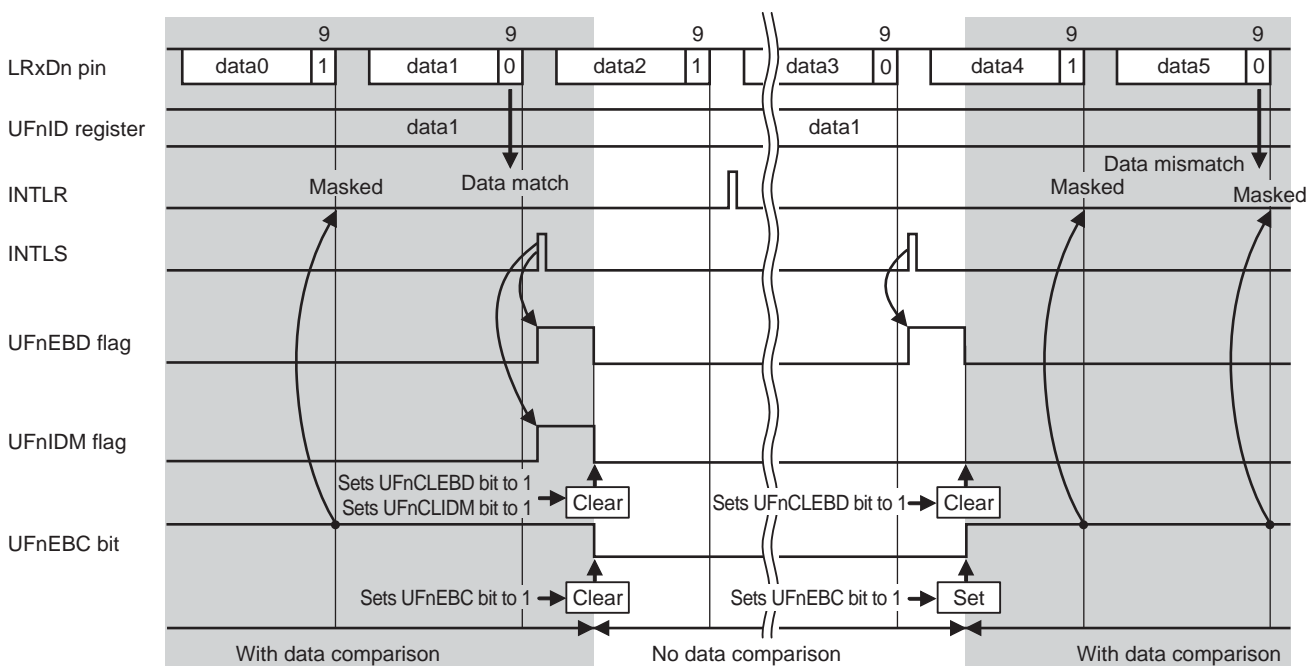 9 9 9 9 9 9
LRxDn pin data0 1 data1 0 data2 1 data3 0 data4 1 data5 0
UFnID register data1 data1
Data mismatch
INTLR Masked Data match Masked Masked
INTLS
UFnEBD flag
UFnIDM flag
Sets UFnCLEBD bit to 1
Sets UFnCLIDM bit to 1 Clear Sets UFnCLEBD bit to 1 Clear
UFnEBC bit
Sets UFnEBC bit to 1 Clear Sets UFnEBC bit to 1 Set
With data comparison No data comparison With data comparison